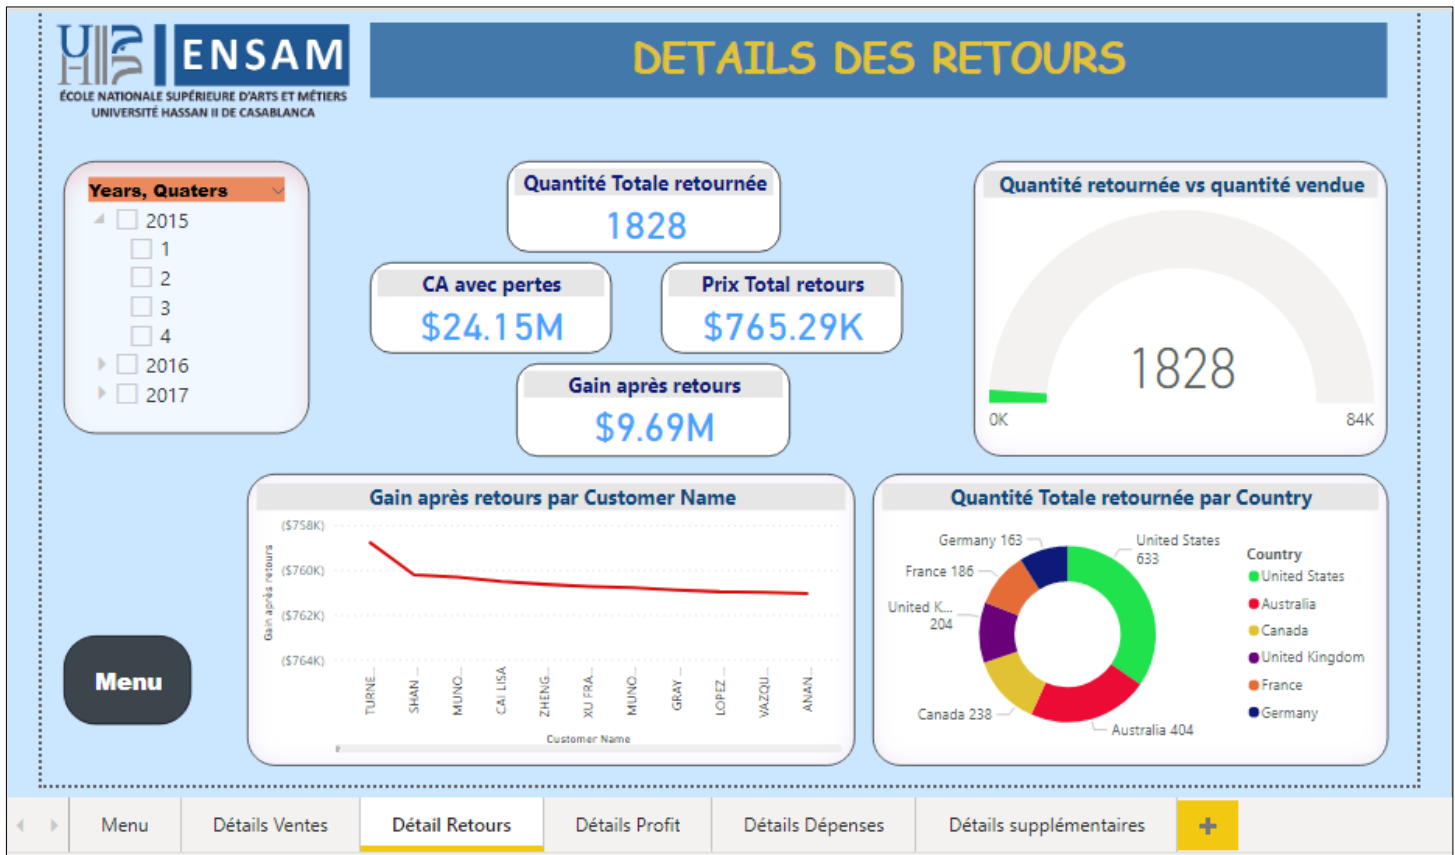 UH2C ENSAM
ÉCOLE NATIONALE SUPÉRIEURE D'ARTS ET MÉTIERS
UNIVERSITÉ HASSAN II DE CASABLANCA
DETAILS DES RETOURS
Years, Quaters
2015
1
2
3
4
2016
2017
Quantité Totale retournée
1828
CA avec pertes
$24.15M
Prix Total retours
$765.29K
Gain après retours
$9.69M
Quantité retournée vs quantité vendue
1828
0K
84K
Menu
Gain après retours par Customer Name
Gain après retours
($758K)
($760K)
($762K)
($764K)
TURNE...
SHAN ...
MUNO...
CAI LISA
ZHENG...
XU FRA...
MUNO...
GRAY ...
LOPEZ ...
VAZQU...
ANAN...
Customer Name
Quantité Totale retournée par Country
United States
633
Australia 404
Canada 238
United K...
204
France 186
Germany 163
Country
United States
Australia
Canada
United Kingdom
France
Germany
Menu
Détails Ventes
Détail Retours
Détails Profit
Détails Dépenses
Détails supplémentaires
+